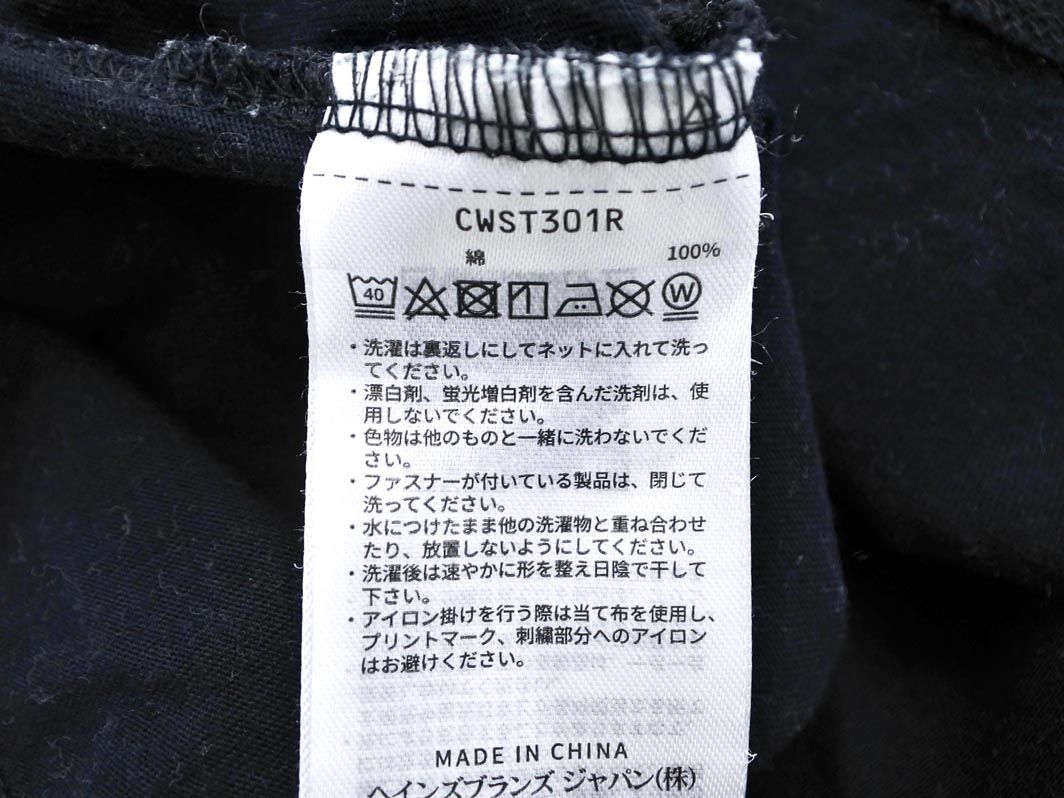 CWST301R
綿 100%
40 W
・洗濯は裏返しにしてネットに入れて洗っ
てください。
・漂白剤、蛍光増白剤を含んだ洗剤は、使
用しないでください。
・色物は他のものと一緒に洗わないでくだ
さい。
・ファスナーが付いている製品は、閉じて
洗ってください。
・水につけたまま他の洗濯物と重ね合わせ
たり、放置しないようにしてください。
・洗濯後は速やかに形を整え日陰で干して
下さい。
・アイロン掛けを行う際は当て布を使用し、
プリントマーク、刺繍部分へのアイロン
はお避けください。
MADE IN CHINA
ヘインズブランズ ジャパン(株)